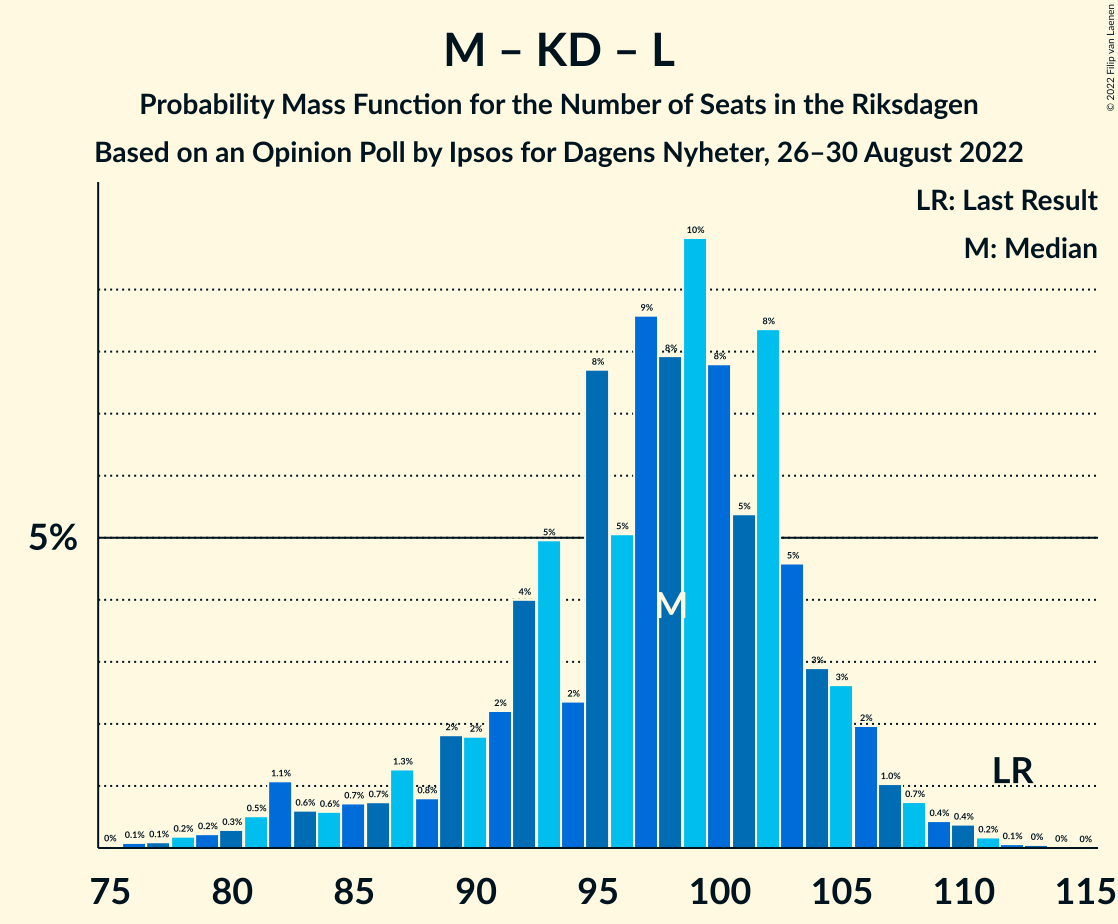 © 2022 Filip van Laenen
M – KD – L
Probability Mass Function for the Number of Seats in the Riksdagen
Based on an Opinion Poll by Ipsos for Dagens Nyheter, 26–30 August 2022
LR: Last Result
M: Median
5%
0% 0.1% 0.1% 0.2% 0.2% 0.3% 0.5% 1.1% 0.6% 0.6% 0.7% 0.7% 1.3% 0.8% 2% 2% 2% 4% 5% 2% 8% 5% 9% 8% 10% 8% 5% 8% 5% 3% 3% 2% 1.0% 0.7% 0.4% 0.4% 0.2% 0.1% 0% 0% 0%
M
LR
75 80 85 90 95 100 105 110 115